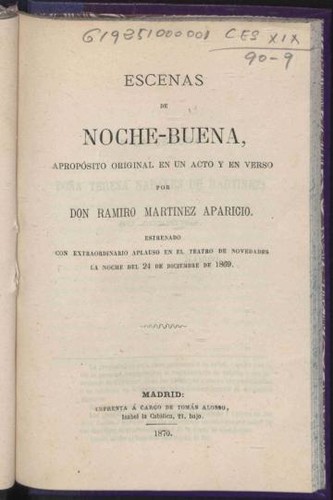 619251000001 CES XIX
90-9
ESCENAS
DE
NOCHE-BUENA,
APROPÓSITO ORIGINAL EN UN ACTO Y EN VERSO
POR
DON RAMIRO MARTINEZ APARICIO.
ESTRENADO
CON EXTRAORDINARIO APLAUSO EN EL TEATRO DE NOVEDADES
LA NOCHE DEL 24 DE DICIEMBRE DE 1869.
MADRID:
IMPRENTA Á CARGO DE TOMÁS ALONSO,
Isabel la Católica, 21, bajo.
1870.